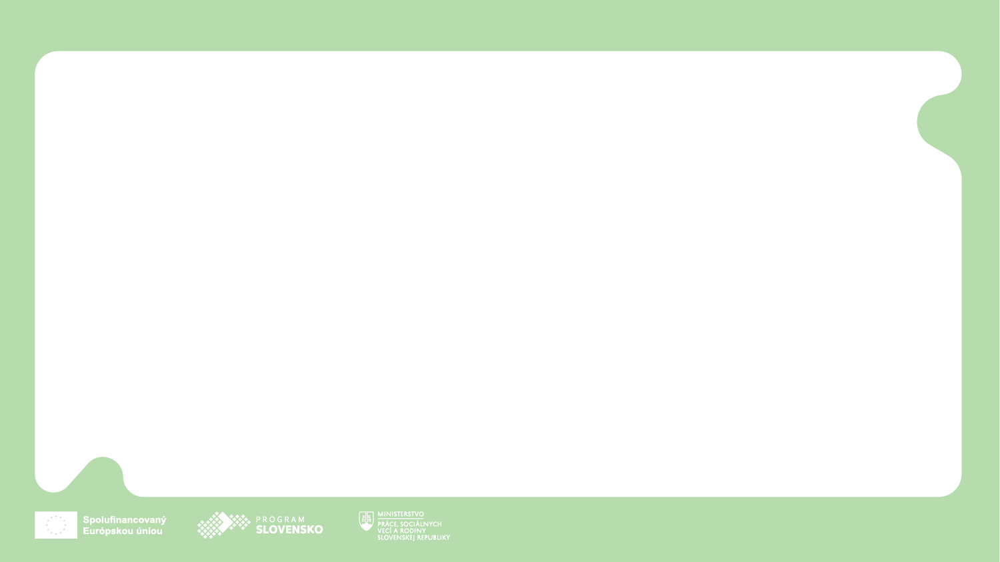 Spolufinancovaný
Európskou úniou
PROGRAM
SLOVENSKO
MINISTERSTVO
PRÁCE, SOCIÁLNYCH
VECÍ A RODINY
SLOVENSKEJ REPUBLIKY